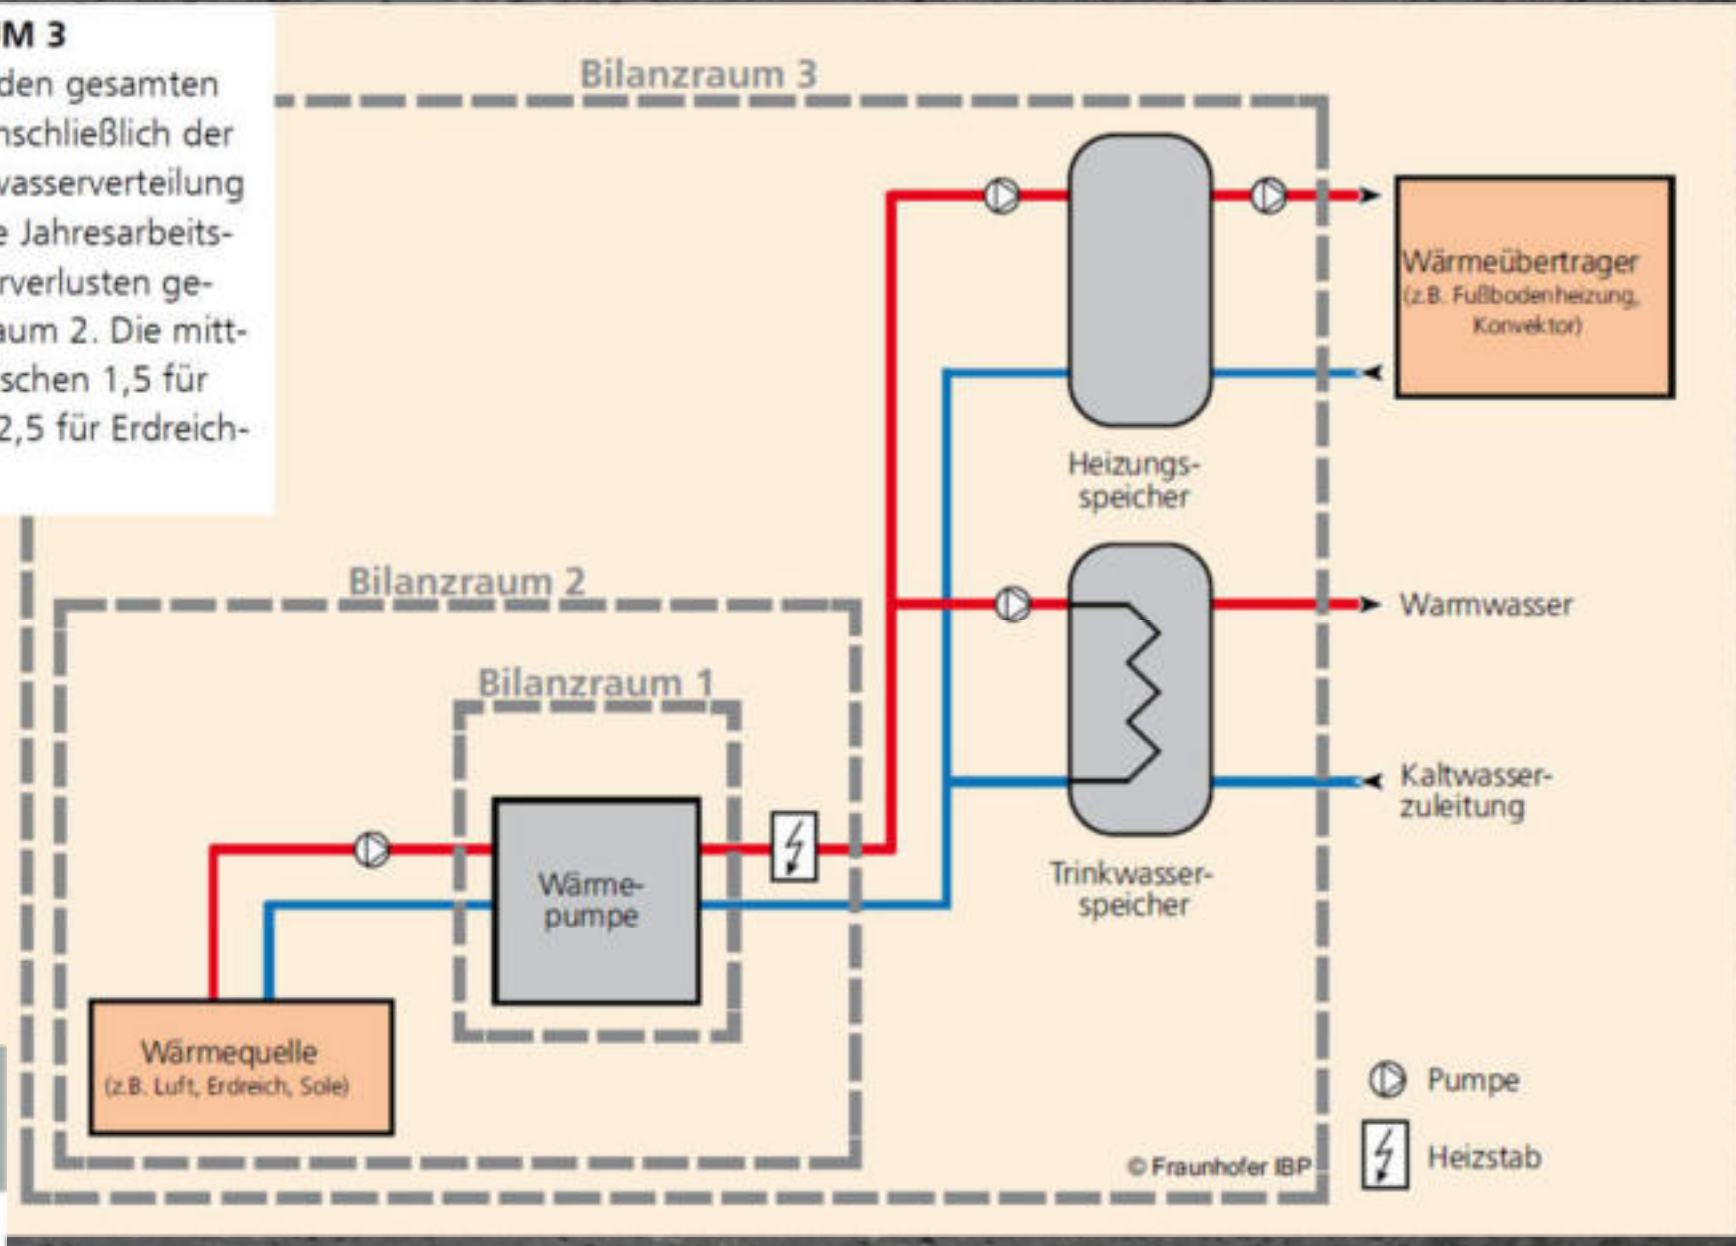 M 3
den gesamten
nschließlich der
wasserverteilung
e Jahresarbeits-
rverlusten ge-
aum 2. Die mitt-
schen 1,5 für
2,5 für Erdreich-
Bilanzraum 3
Wärmeübertrager
(z.B. Fußbodenheizung,
Konvektor)
Heizungs-
speicher
Bilanzraum 2
Warmwasser
Bilanzraum 1
Kaltwasser-
zuleitung
Wärme-
pumpe
Trinkwasser-
speicher
Wärmequelle
(z.B. Luft, Erdreich, Sole)
Pumpe
© Fraunhofer IBP
Heizstab